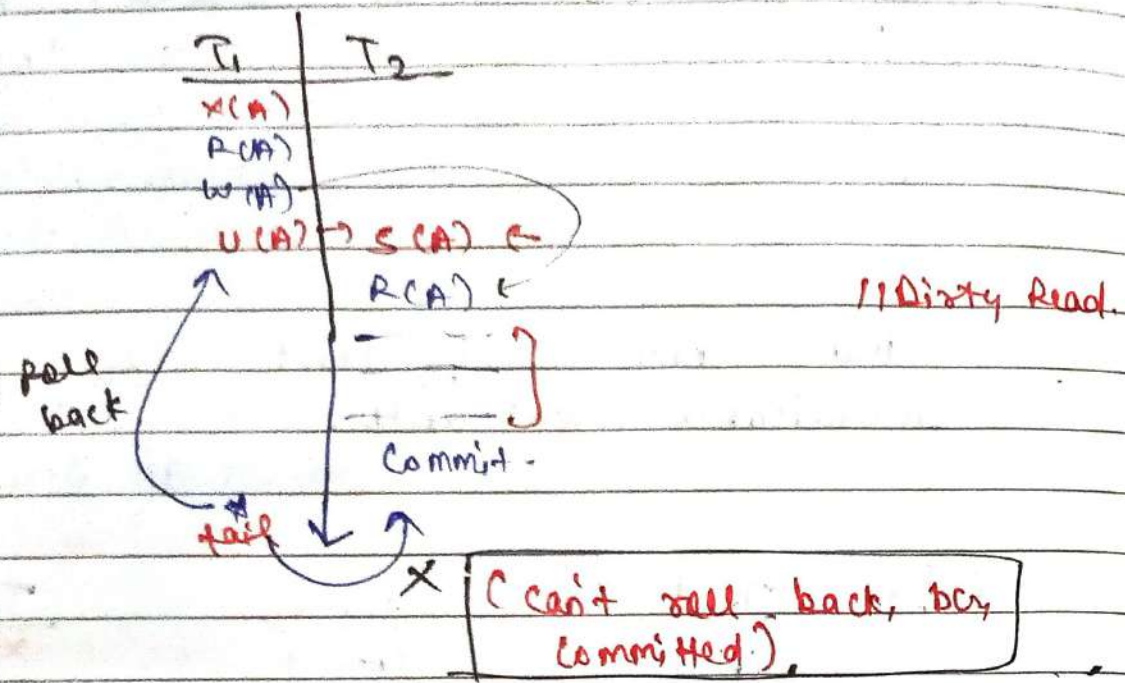 T1 T2
X(A)
R(A)
W(A)
U(A) → S(A) ←
R(A) ← //Dirty Read.
Roll
back
Commit.
*
fail
X (can't roll back, bcz
committed).